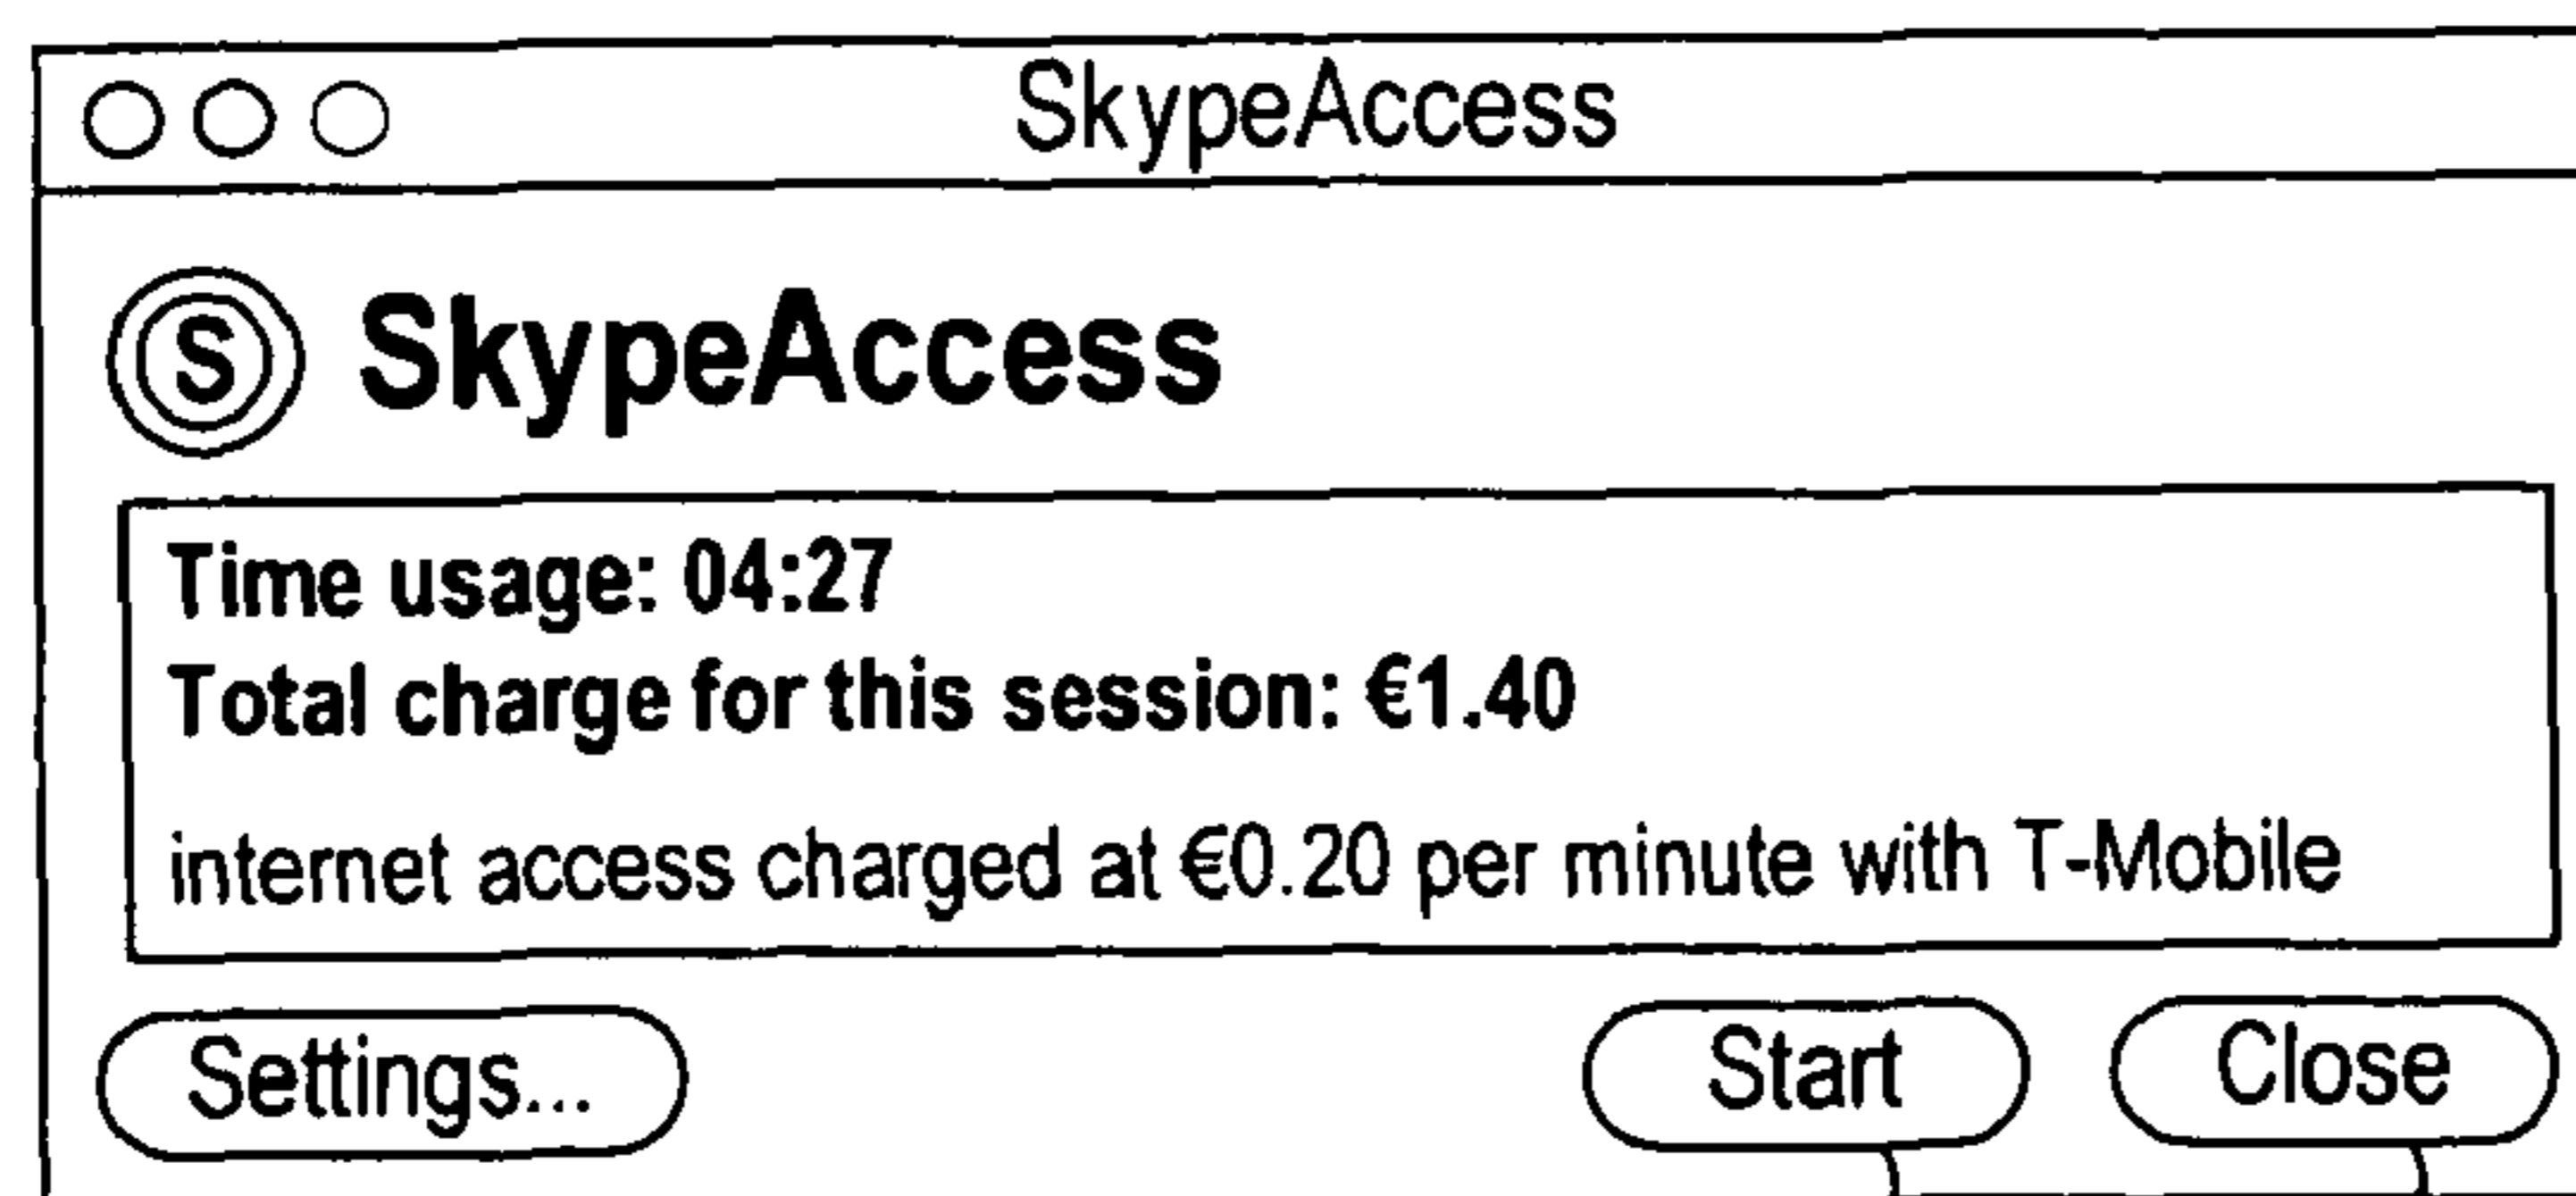 SkypeAccess
S SkypeAccess
Time usage: 04:27
Total charge for this session: €1.40
internet access charged at €0.20 per minute with T-Mobile
Settings... Start Close